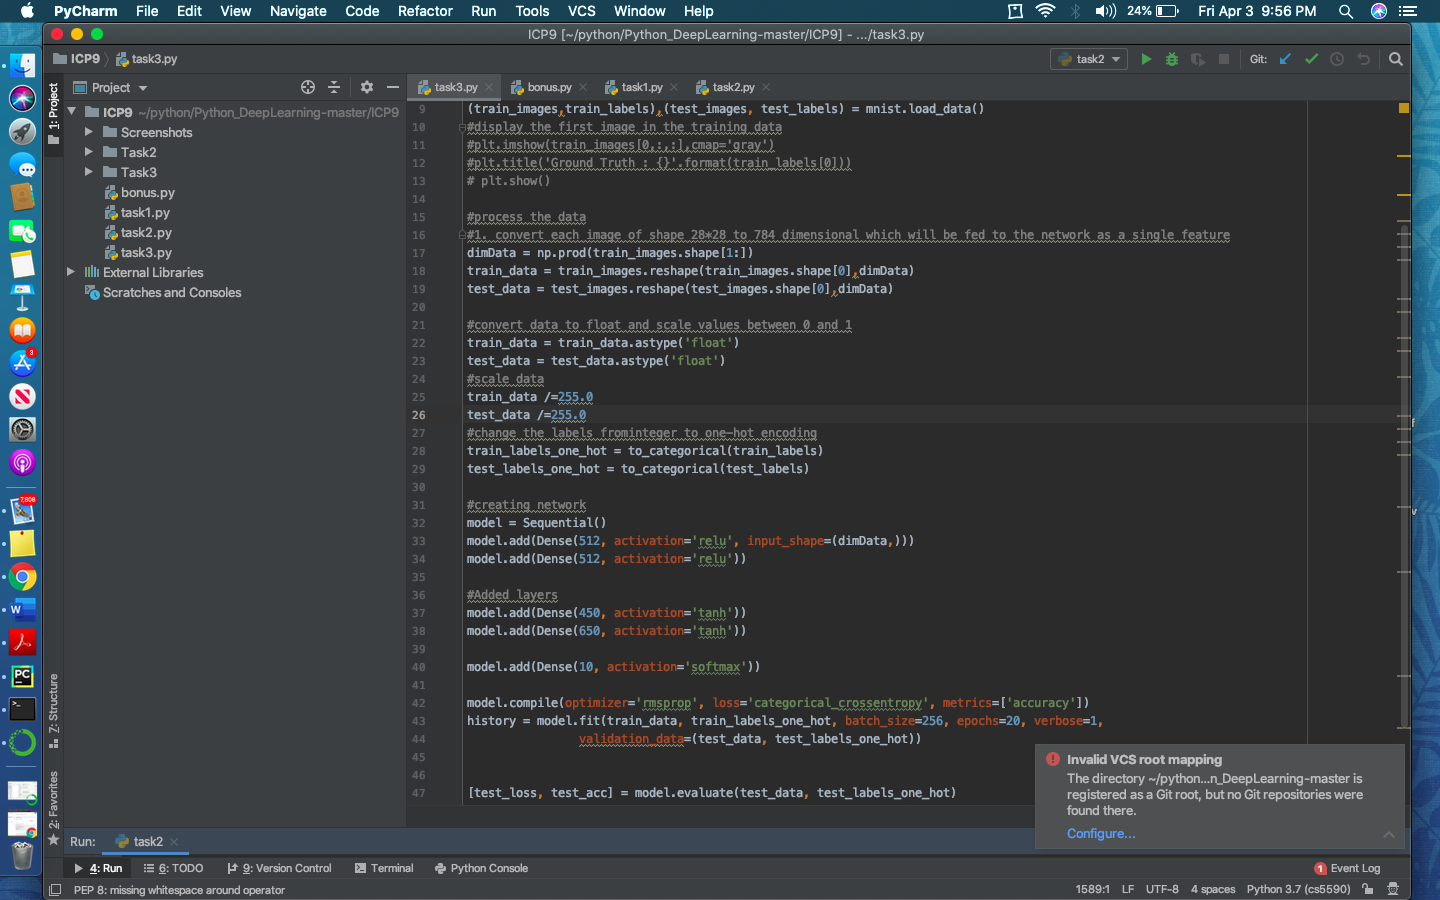 PyCharm File Edit View Navigate Code Refactor Run Tools VCS Window Help 24% Fri Apr 3 9:56 PM
ICP9 [~/python/Python_DeepLearning-master/ICP9] - .../task3.py
ICP9 task3.py task2 Git:
Project task3.py bonus.py task1.py task2.py
1: Project
ICP9 ~/python/Python_DeepLearning-master/ICP9
Screenshots
Task2
Task3
bonus.py
task1.py
task2.py
task3.py
External Libraries
Scratches and Consoles
9 (train_images,train_labels),(test_images, test_labels) = mnist.load_data()
10 #display the first image in the training data
11 #plt.imshow(train_images[0,:,:],cmap='gray')
12 #plt.title('Ground Truth : {}'.format(train_labels[0]))
13 # plt.show()
14
15 #process the data
16 #1. convert each image of shape 28*28 to 784 dimensional which will be fed to the network as a single feature
17 dimData = np.prod(train_images.shape[1:])
18 train_data = train_images.reshape(train_images.shape[0],dimData)
19 test_data = test_images.reshape(test_images.shape[0],dimData)
20
21 #convert data to float and scale values between 0 and 1
22 train_data = train_data.astype('float')
23 test_data = test_data.astype('float')
24 #scale data
25 train_data /=255.0
26 test_data /=255.0
27 #change the labels frominteger to one-hot encoding
28 train_labels_one_hot = to_categorical(train_labels)
29 test_labels_one_hot = to_categorical(test_labels)
30
31 #creating network
32 model = Sequential()
33 model.add(Dense(512, activation='relu', input_shape=(dimData,)))
34 model.add(Dense(512, activation='relu'))
35
36 #Added layers
37 model.add(Dense(450, activation='tanh'))
38 model.add(Dense(650, activation='tanh'))
39
40 model.add(Dense(10, activation='softmax'))
41
42 model.compile(optimizer='rmsprop', loss='categorical_crossentropy', metrics=['accuracy'])
43 history = model.fit(train_data, train_labels_one_hot, batch_size=256, epochs=20, verbose=1,
44 validation_data=(test_data, test_labels_one_hot))
45
46
47 [test_loss, test_acc] = model.evaluate(test_data, test_labels_one_hot)
Invalid VCS root mapping
The directory ~/python...n_DeepLearning-master is
registered as a Git root, but no Git repositories were
found there.
Configure...
3
7,808
PC
Z: Structure
2: Favorites
Run: task2
4: Run 6: TODO 9: Version Control Terminal Python Console 1 Event Log
PEP 8: missing whitespace around operator 1589:1 LF UTF-8 4 spaces Python 3.7 (cs5590)